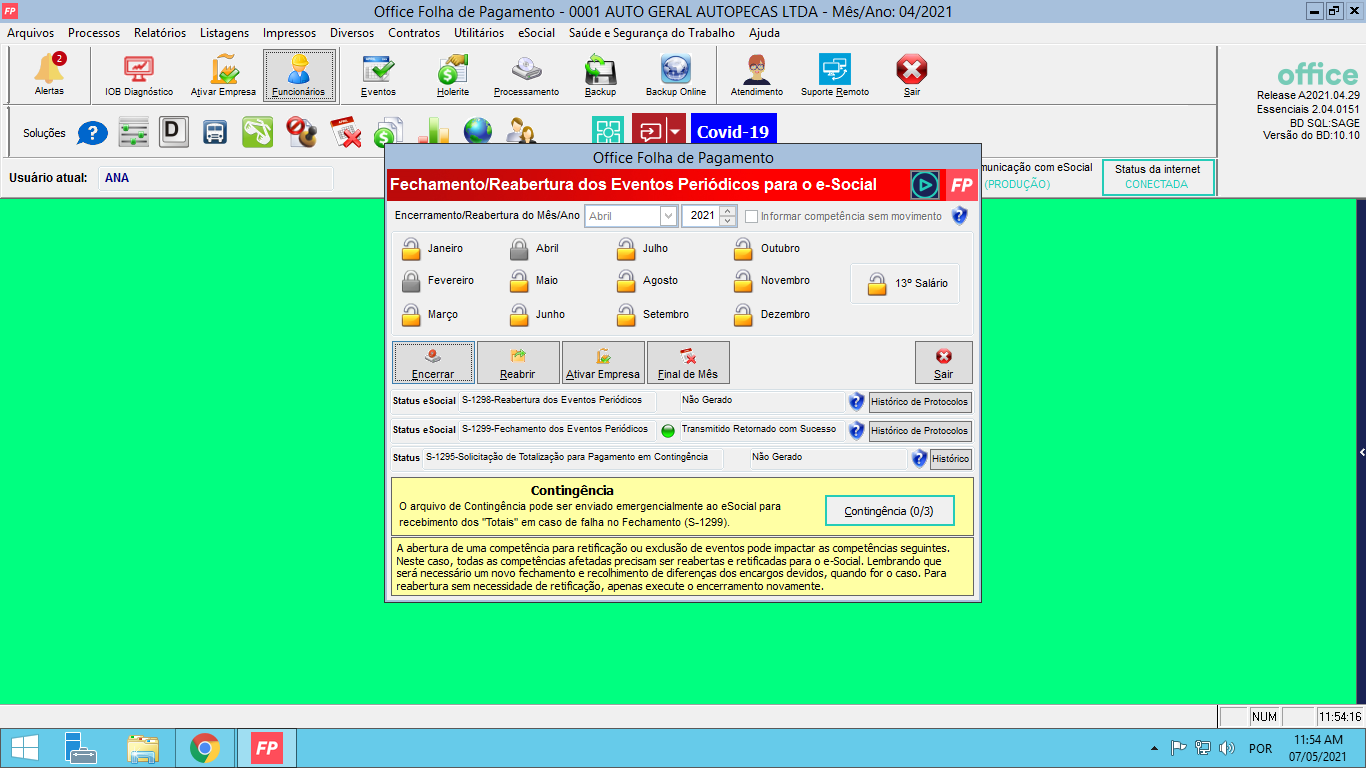 FP Office Folha de Pagamento - 0001 AUTO GERAL AUTOPECAS LTDA - Mês/Ano: 04/2021
Arquivos Processos Relatórios Listagens Impressos Diversos Contratos Utilitários eSocial Saúde e Segurança do Trabalho Ajuda
2
Alertas IOB Diagnóstico Ativar Empresa Funcionários Eventos Holerite Processamento Backup Backup Online Atendimento Suporte Remoto Sair
office
Release A2021.04.29
Essenciais 2.04.0151
BD SQL:SAGE
Versão do BD:10.10
Soluções ? D Covid-19
Usuário atual: ANA
municação com eSocial
(PRODUÇÃO)
Status da internet
CONECTADA
Office Folha de Pagamento
Fechamento/Reabertura dos Eventos Periódicos para o e-Social FP
Encerramento/Reabertura do Mês/Ano Abril 2021 Informar competência sem movimento ?
Janeiro Abril Julho Outubro
Fevereiro Maio Agosto Novembro 13º Salário
Março Junho Setembro Dezembro
Encerrar Reabrir Ativar Empresa Final de Mês Sair
Status eSocial S-1298-Reabertura dos Eventos Periódicos Não Gerado ? Histórico de Protocolos
Status eSocial S-1299-Fechamento dos Eventos Periódicos Transmitido Retornado com Sucesso ? Histórico de Protocolos
Status S-1295-Solicitação de Totalização para Pagamento em Contingência Não Gerado ? Histórico
Contingência
O arquivo de Contingência pode ser enviado emergencialmente ao eSocial para
recebimento dos "Totais" em caso de falha no Fechamento (S-1299).
Contingência (0/3)
A abertura de uma competência para retificação ou exclusão de eventos pode impactar as competências seguintes.
Neste caso, todas as competências afetadas precisam ser reabertas e retificadas para o e-Social. Lembrando que
será necessário um novo fechamento e recolhimento de diferenças dos encargos devidos, quando for o caso. Para
reabertura sem necessidade de retificação, apenas execute o encerramento novamente.
NUM 11:54:16
FP POR 11:54 AM
07/05/2021